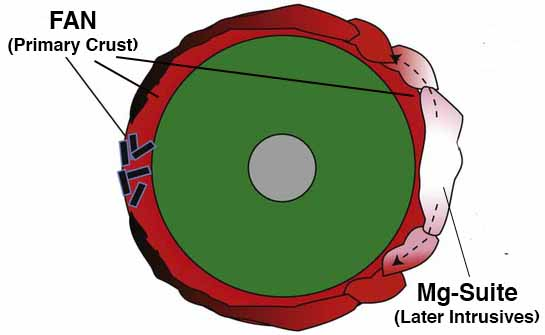 FAN
(Primary Crust)
Mg-Suite
(Later Intrusives)